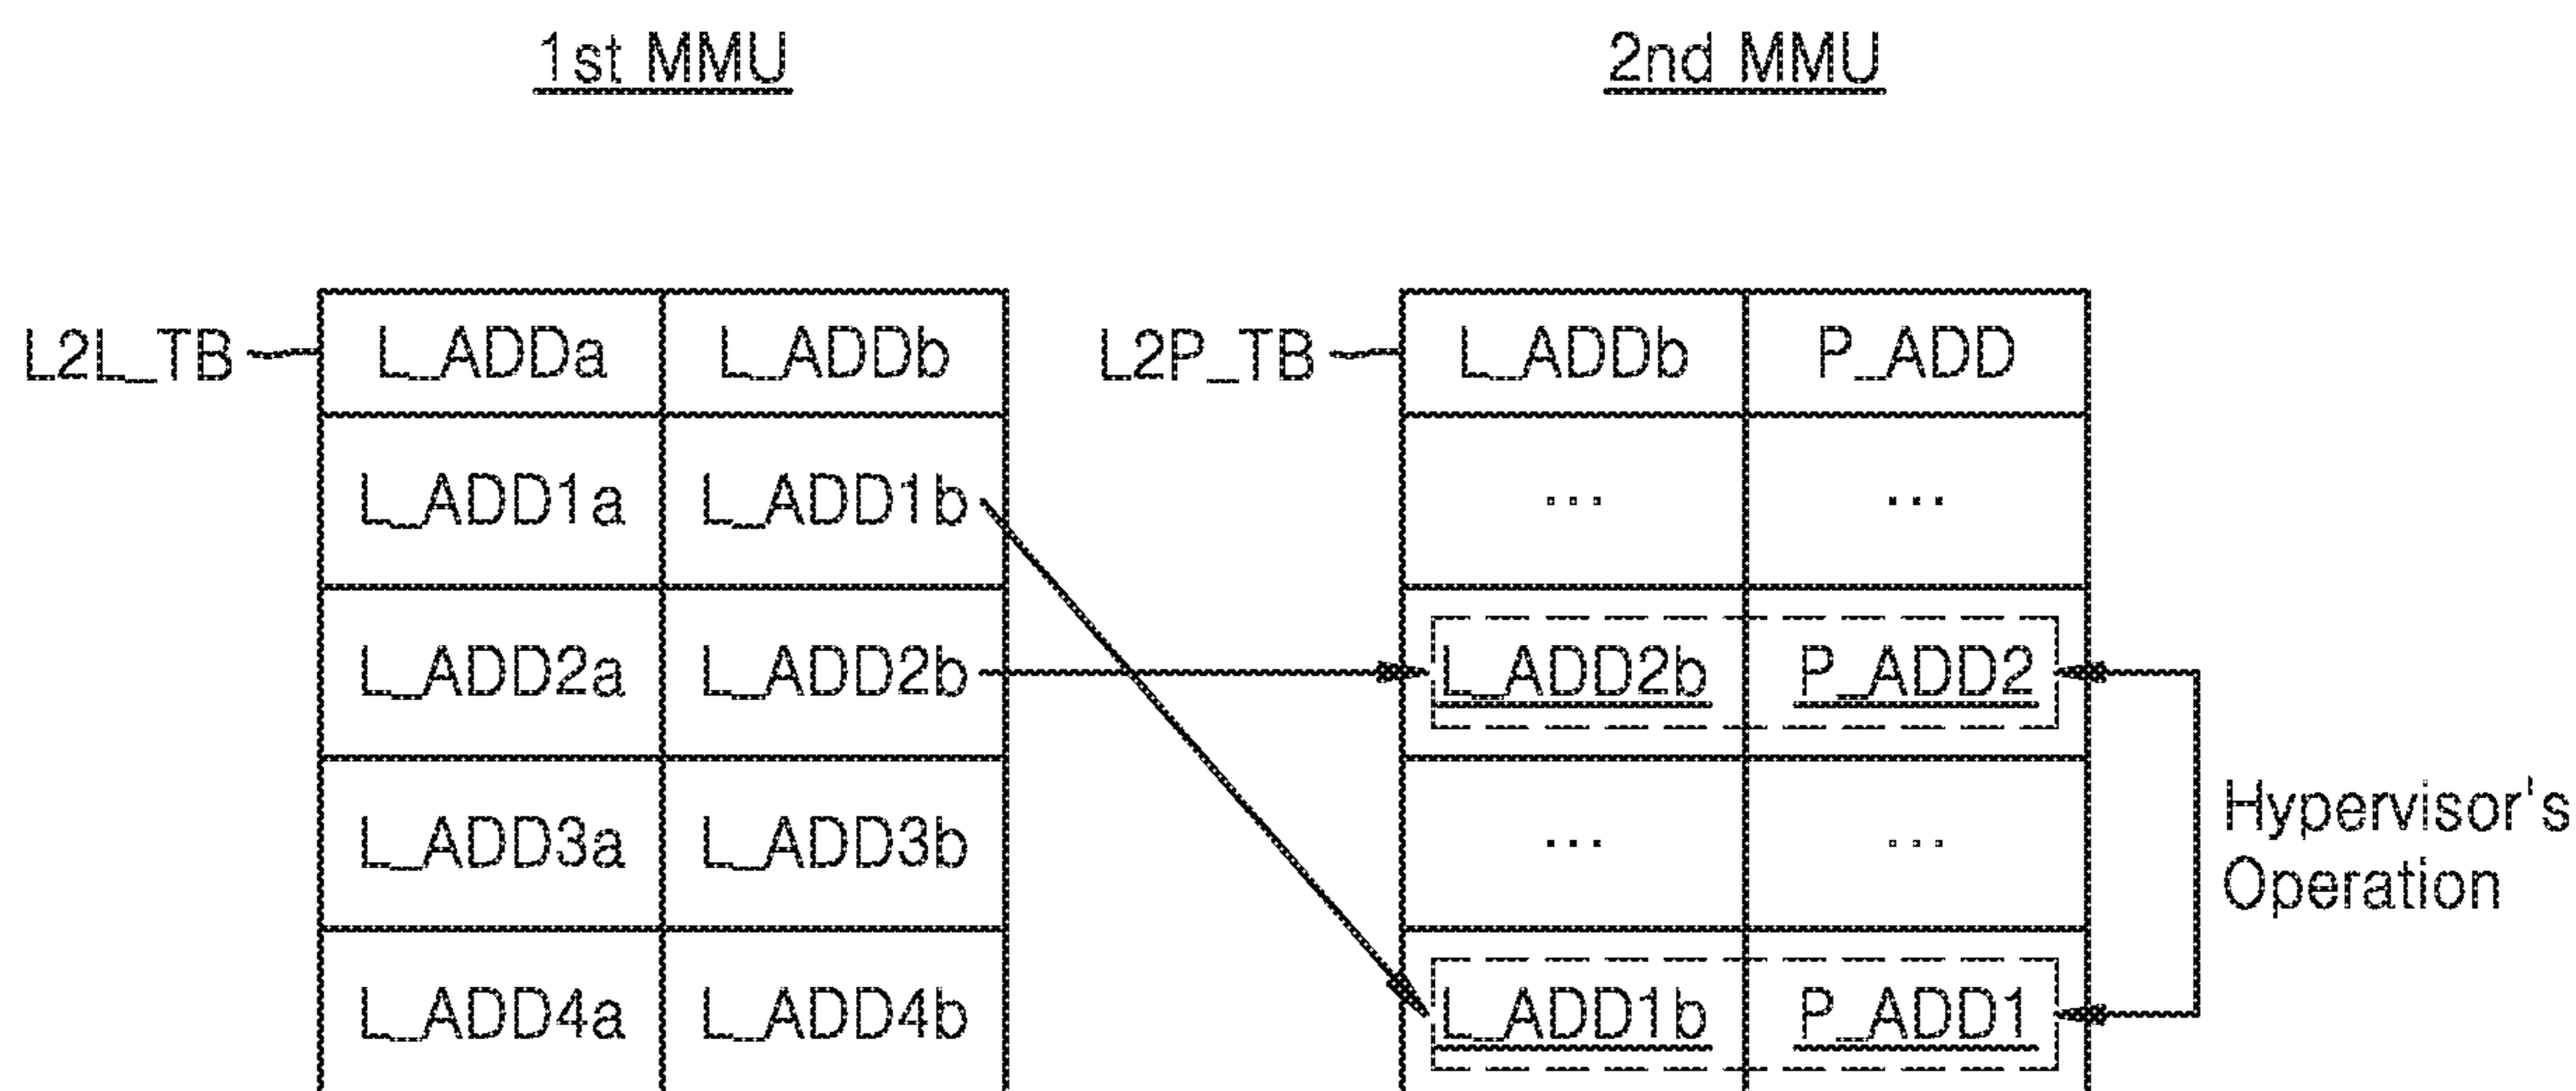 1st MMU 2nd MMU
L2L_TB L_ADDa L_ADDb L2P_TB L_ADDb P_ADD
L_ADD1a L_ADD1b ... ...
L_ADD2a L_ADD2b L_ADD2b P_ADD2
L_ADD3a L_ADD3b ... ... Hypervisor's
Operation
L_ADD4a L_ADD4b L_ADD1b P_ADD1